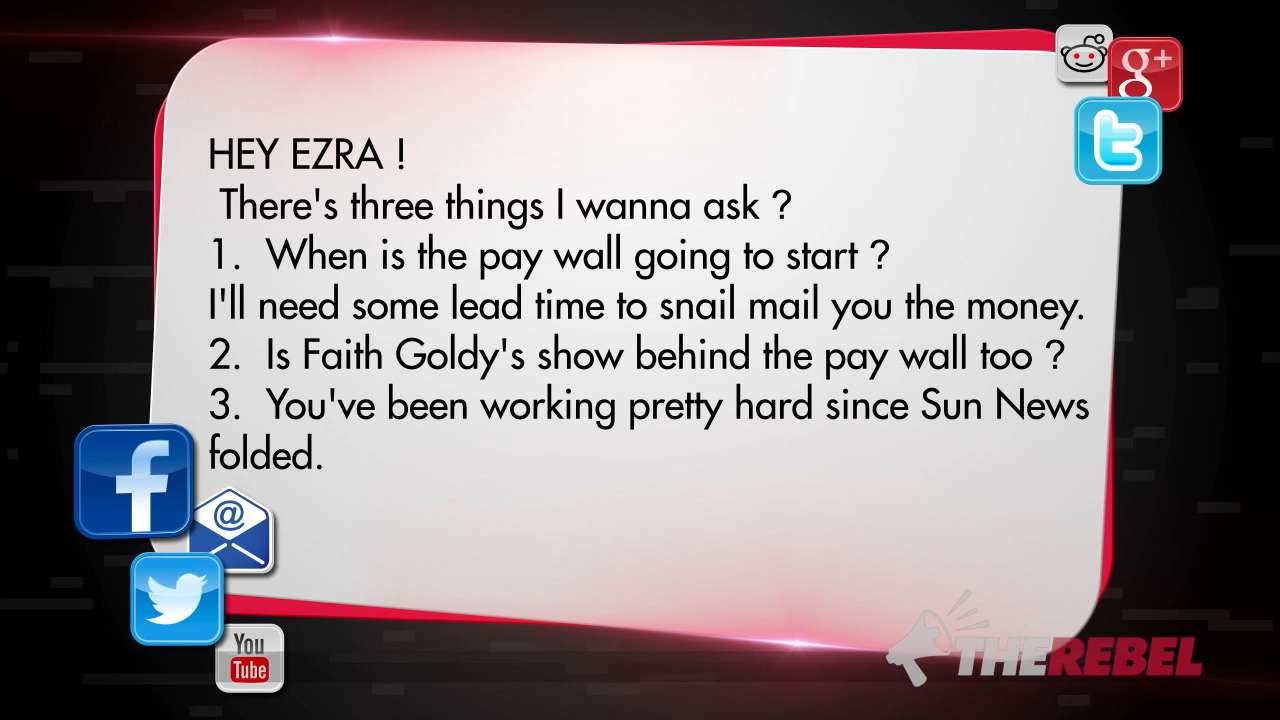 HEY EZRA !
There's three things I wanna ask ?
1. When is the pay wall going to start ?
I'll need some lead time to snail mail you the money.
2. Is Faith Goldy's show behind the pay wall too ?
3. You've been working pretty hard since Sun News
folded.
g+
t
f
@
You
Tube
THEREBEL